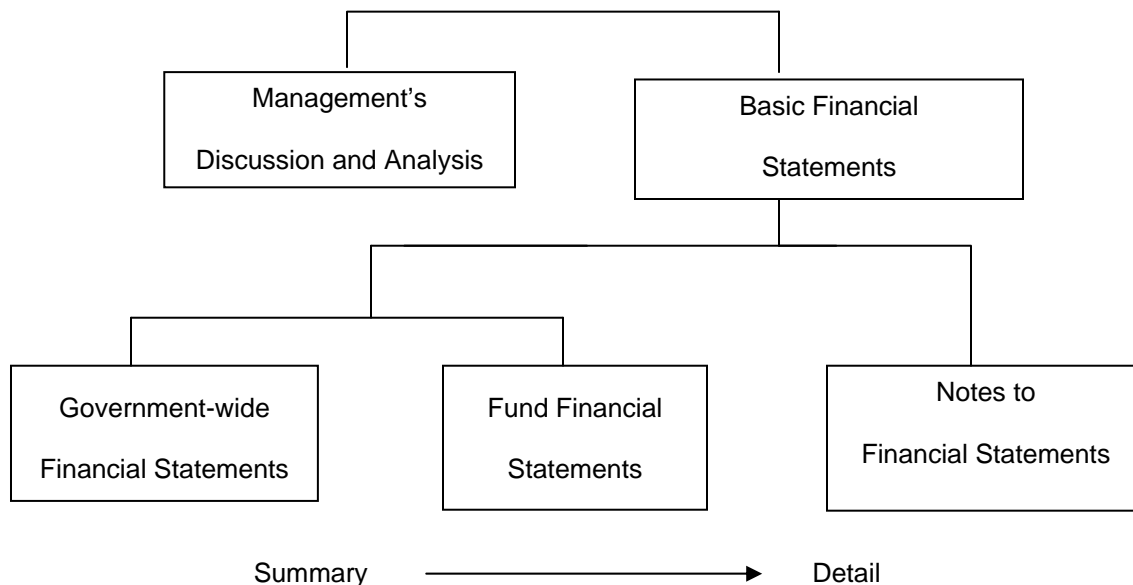 Management’s
Discussion and Analysis
Basic Financial
Statements
Government-wide
Financial Statements
Fund Financial
Statements
Notes to
Financial Statements
Summary
Detail